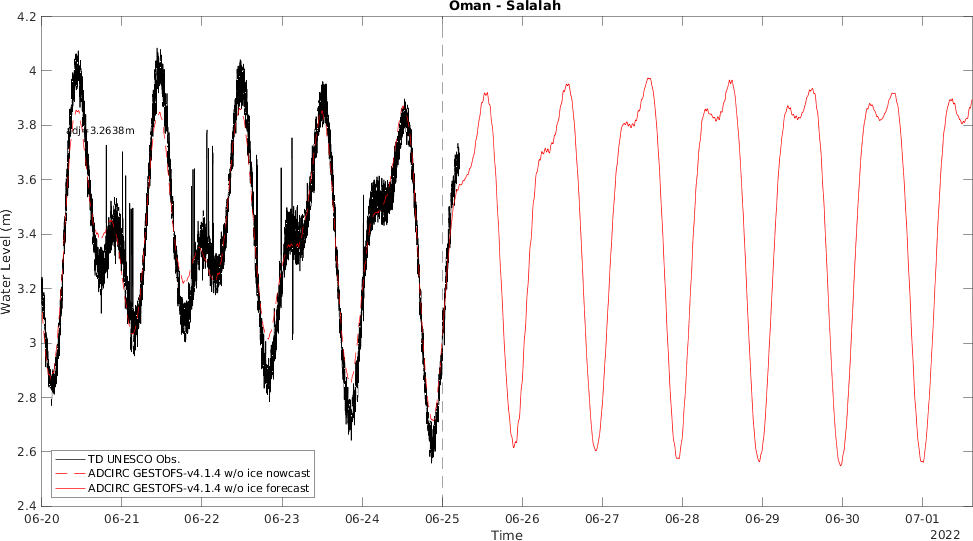 Oman - Salalah
4.2
4
3.8
3.6
3.4
3.2
3
2.8
2.6
2.4
Water Level (m)
adj=3.2638m
TD UNESCO Obs.
ADCIRC GESTOFS-v4.1.4 w/o ice nowcast
ADCIRC GESTOFS-v4.1.4 w/o ice forecast
06-20 06-21 06-22 06-23 06-24 06-25 06-26 06-27 06-28 06-29 06-30 07-01
Time
2022